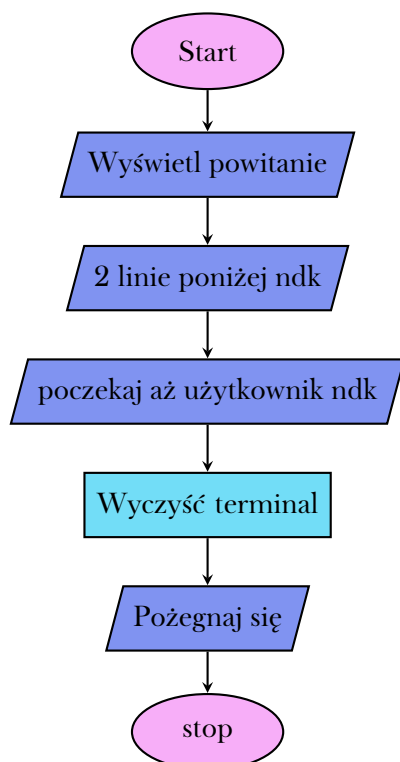 Start
Wyświetl powitanie
2 linie poniżej ndk
poczekaj aż użytkownik ndk
Wyczyść terminal
Pożegnaj się
stop